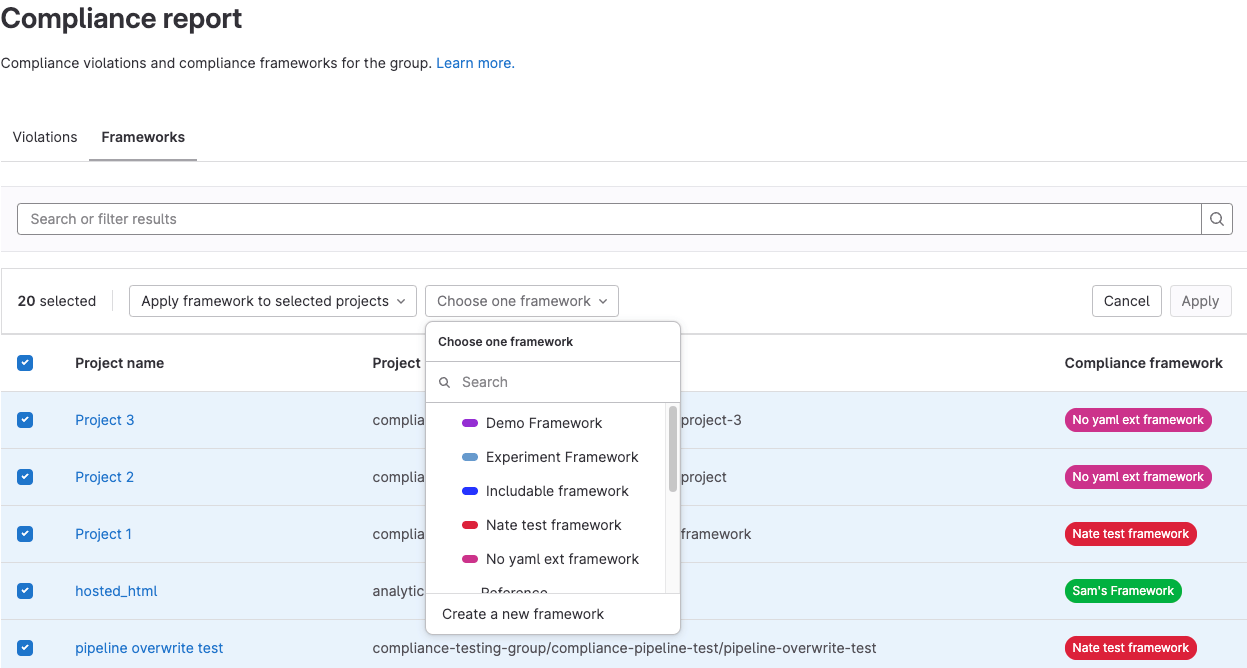 Compliance report
Compliance violations and compliance frameworks for the group. Learn more.
Violations Frameworks
Search or filter results
20 selected Apply framework to selected projects Choose one framework Cancel Apply
Choose one framework
Search
Demo Framework
Experiment Framework
Includable framework
Nate test framework
No yaml ext framework
Reference
Create a new framework
Project name Project Compliance framework
Project 3 complia project-3 No yaml ext framework
Project 2 complia project No yaml ext framework
Project 1 complia framework Nate test framework
hosted_html analytic Sam's Framework
pipeline overwrite test compliance-testing-group/compliance-pipeline-test/pipeline-overwrite-test Nate test framework